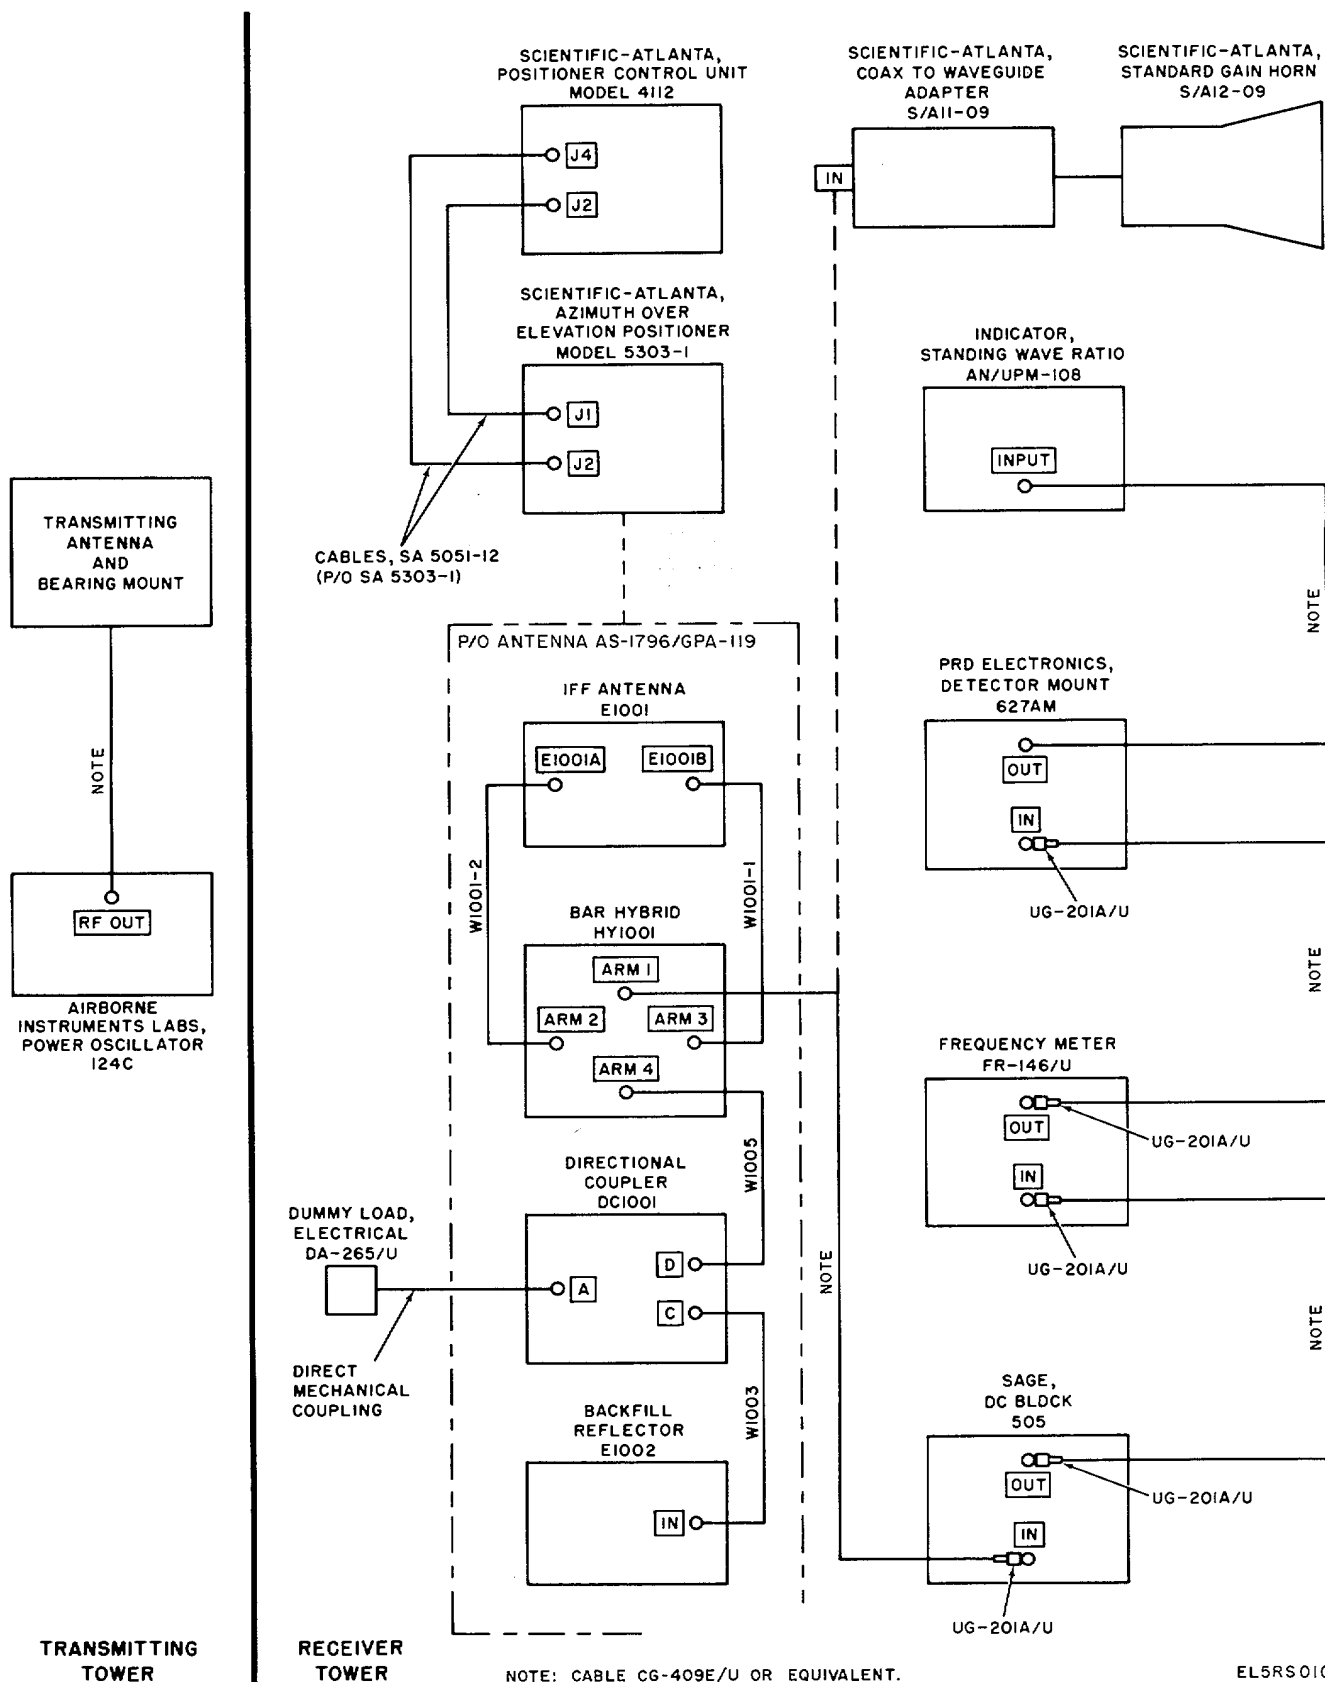 SCIENTIFIC-ATLANTA,
POSITIONER CONTROL UNIT
MODEL 4112
J4
J2
SCIENTIFIC-ATLANTA,
COAX TO WAVEGUIDE
ADAPTER
S/A11-09
IN
SCIENTIFIC-ATLANTA,
STANDARD GAIN HORN
S/A12-09
SCIENTIFIC-ATLANTA,
AZIMUTH OVER
ELEVATION POSITIONER
MODEL 5303-1
J1
J2
CABLES, SA 5051-12
(P/O SA 5303-1)
INDICATOR,
STANDING WAVE RATIO
AN/UPM-108
INPUT
NOTE
TRANSMITTING
ANTENNA
AND
BEARING MOUNT
NOTE
RF OUT
AIRBORNE
INSTRUMENTS LABS,
POWER OSCILLATOR
124C
P/O ANTENNA AS-1796/GPA-119
IFF ANTENNA
E1001
E1001A
E1001B
W1001-2
W1001-1
BAR HYBRID
HY1001
ARM 1
ARM 2
ARM 3
ARM 4
W1005
DIRECTIONAL
COUPLER
DC1001
D
A
C
DUMMY LOAD,
ELECTRICAL
DA-265/U
DIRECT
MECHANICAL
COUPLING
W1003
BACKFILL
REFLECTOR
E1002
IN
NOTE
PRD ELECTRONICS,
DETECTOR MOUNT
627AM
OUT
IN
UG-201A/U
NOTE
FREQUENCY METER
FR-146/U
OUT
UG-201A/U
IN
UG-201A/U
NOTE
SAGE,
DC BLOCK
505
OUT
UG-201A/U
IN
UG-201A/U
TRANSMITTING
TOWER
RECEIVER
TOWER
NOTE: CABLE CG-409E/U OR EQUIVALENT.
EL5RS010